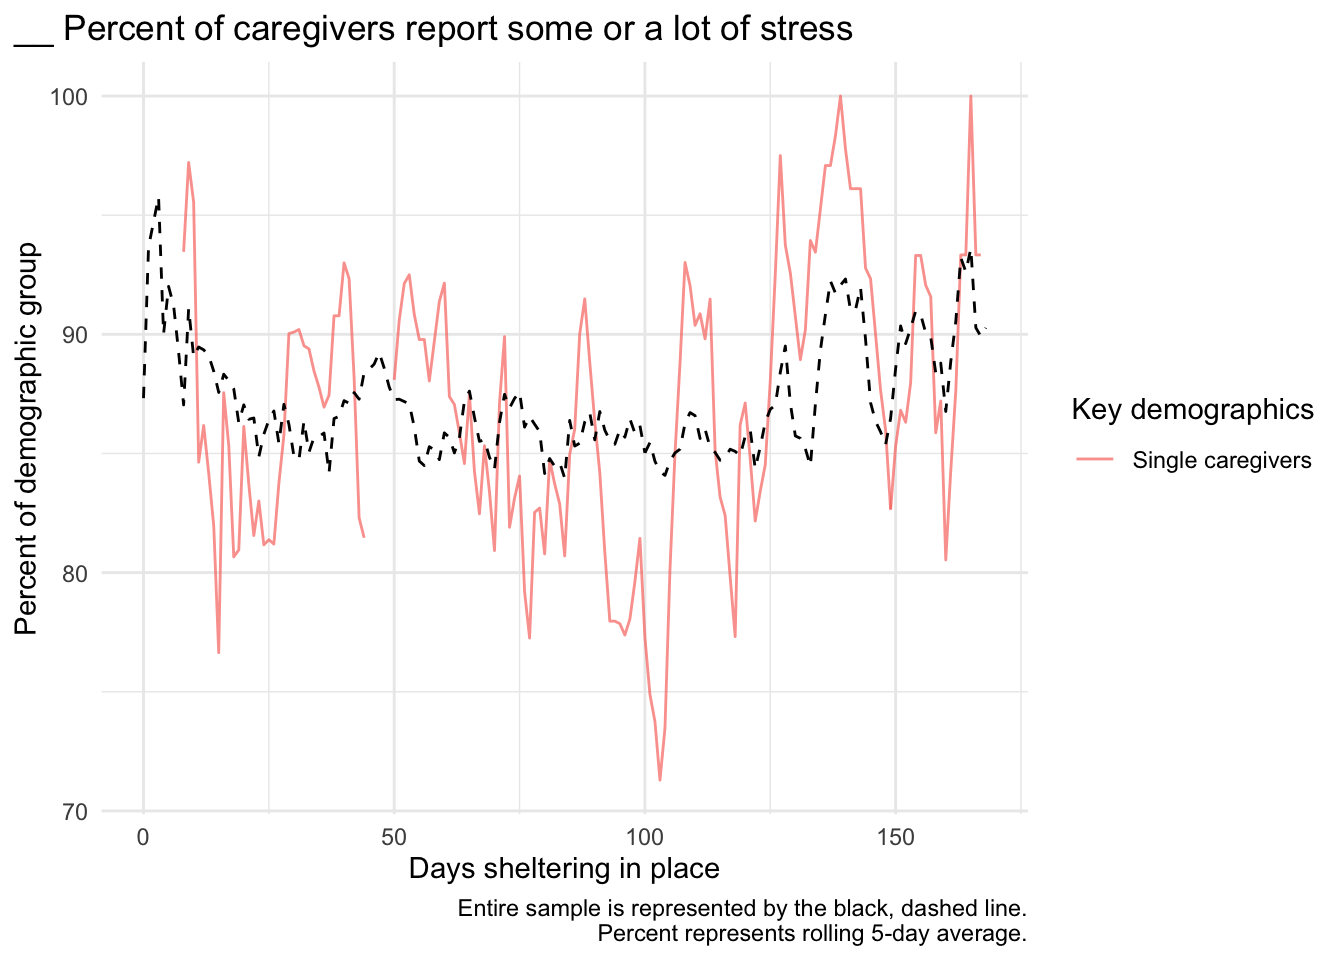 __ Percent of caregivers report some or a lot of stress
Percent of demographic group
100
90
80
70
0
50
100
150
Days sheltering in place
Key demographics
Single caregivers
Entire sample is represented by the black, dashed line.
Percent represents rolling 5-day average.